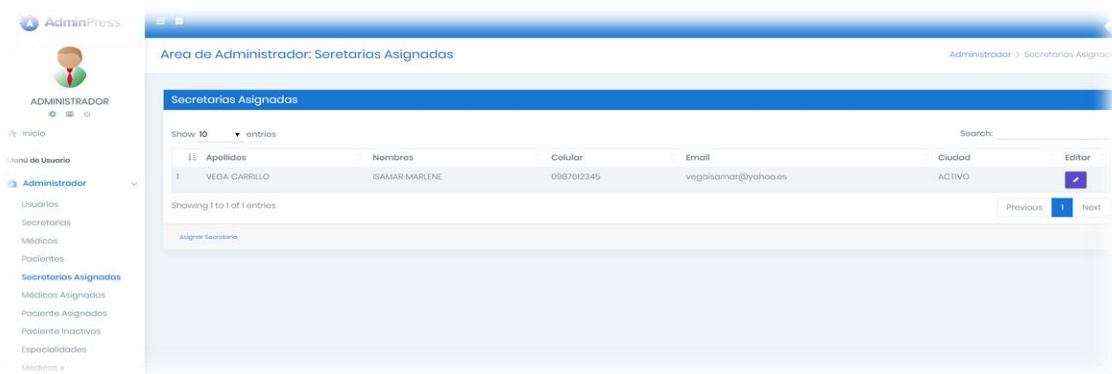 AdminPress
Area de Administrador: Seretarias Asignadas
Administrador > Secretarias Asignad
ADMINISTRADOR
Inicio
Menú de Usuario
Administrador
Usuarios
Secretarias
Médicos
Pacientes
Secretarias Asignadas
Médicos Asignados
Paciente Asignados
Paciente Inactivos
Especialidades
Medicos y
Secretarias Asignadas
Show 10 entries
Search:
Apellidos Nombres Celular Email Ciudad Editar
1 VEGA CARRILLO ISAMAR MARLENE 0987612345 vegaisamar@yahoo.es ACTIVO
Showing 1 to 1 of 1 entries
Previous 1 Next
Asignar Secretaria